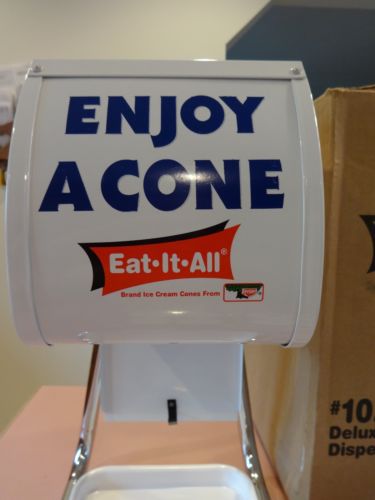 ENJOY
A CONE
Eat·It·All®
Brand Ice Cream Cones From
#10
Delux
Dispe